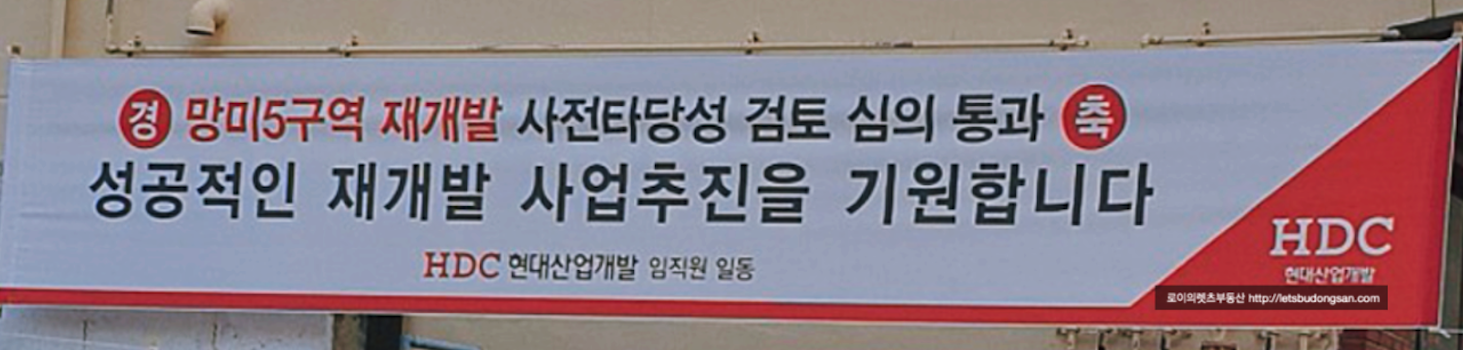 경 망미5구역 재개발 사전타당성 검토 심의 통과 축
성공적인 재개발 사업추진을 기원합니다
HDC 현대산업개발 임직원 일동
HDC
현대산업개발
로이의렛츠부동산 http://letsbudongsan.com